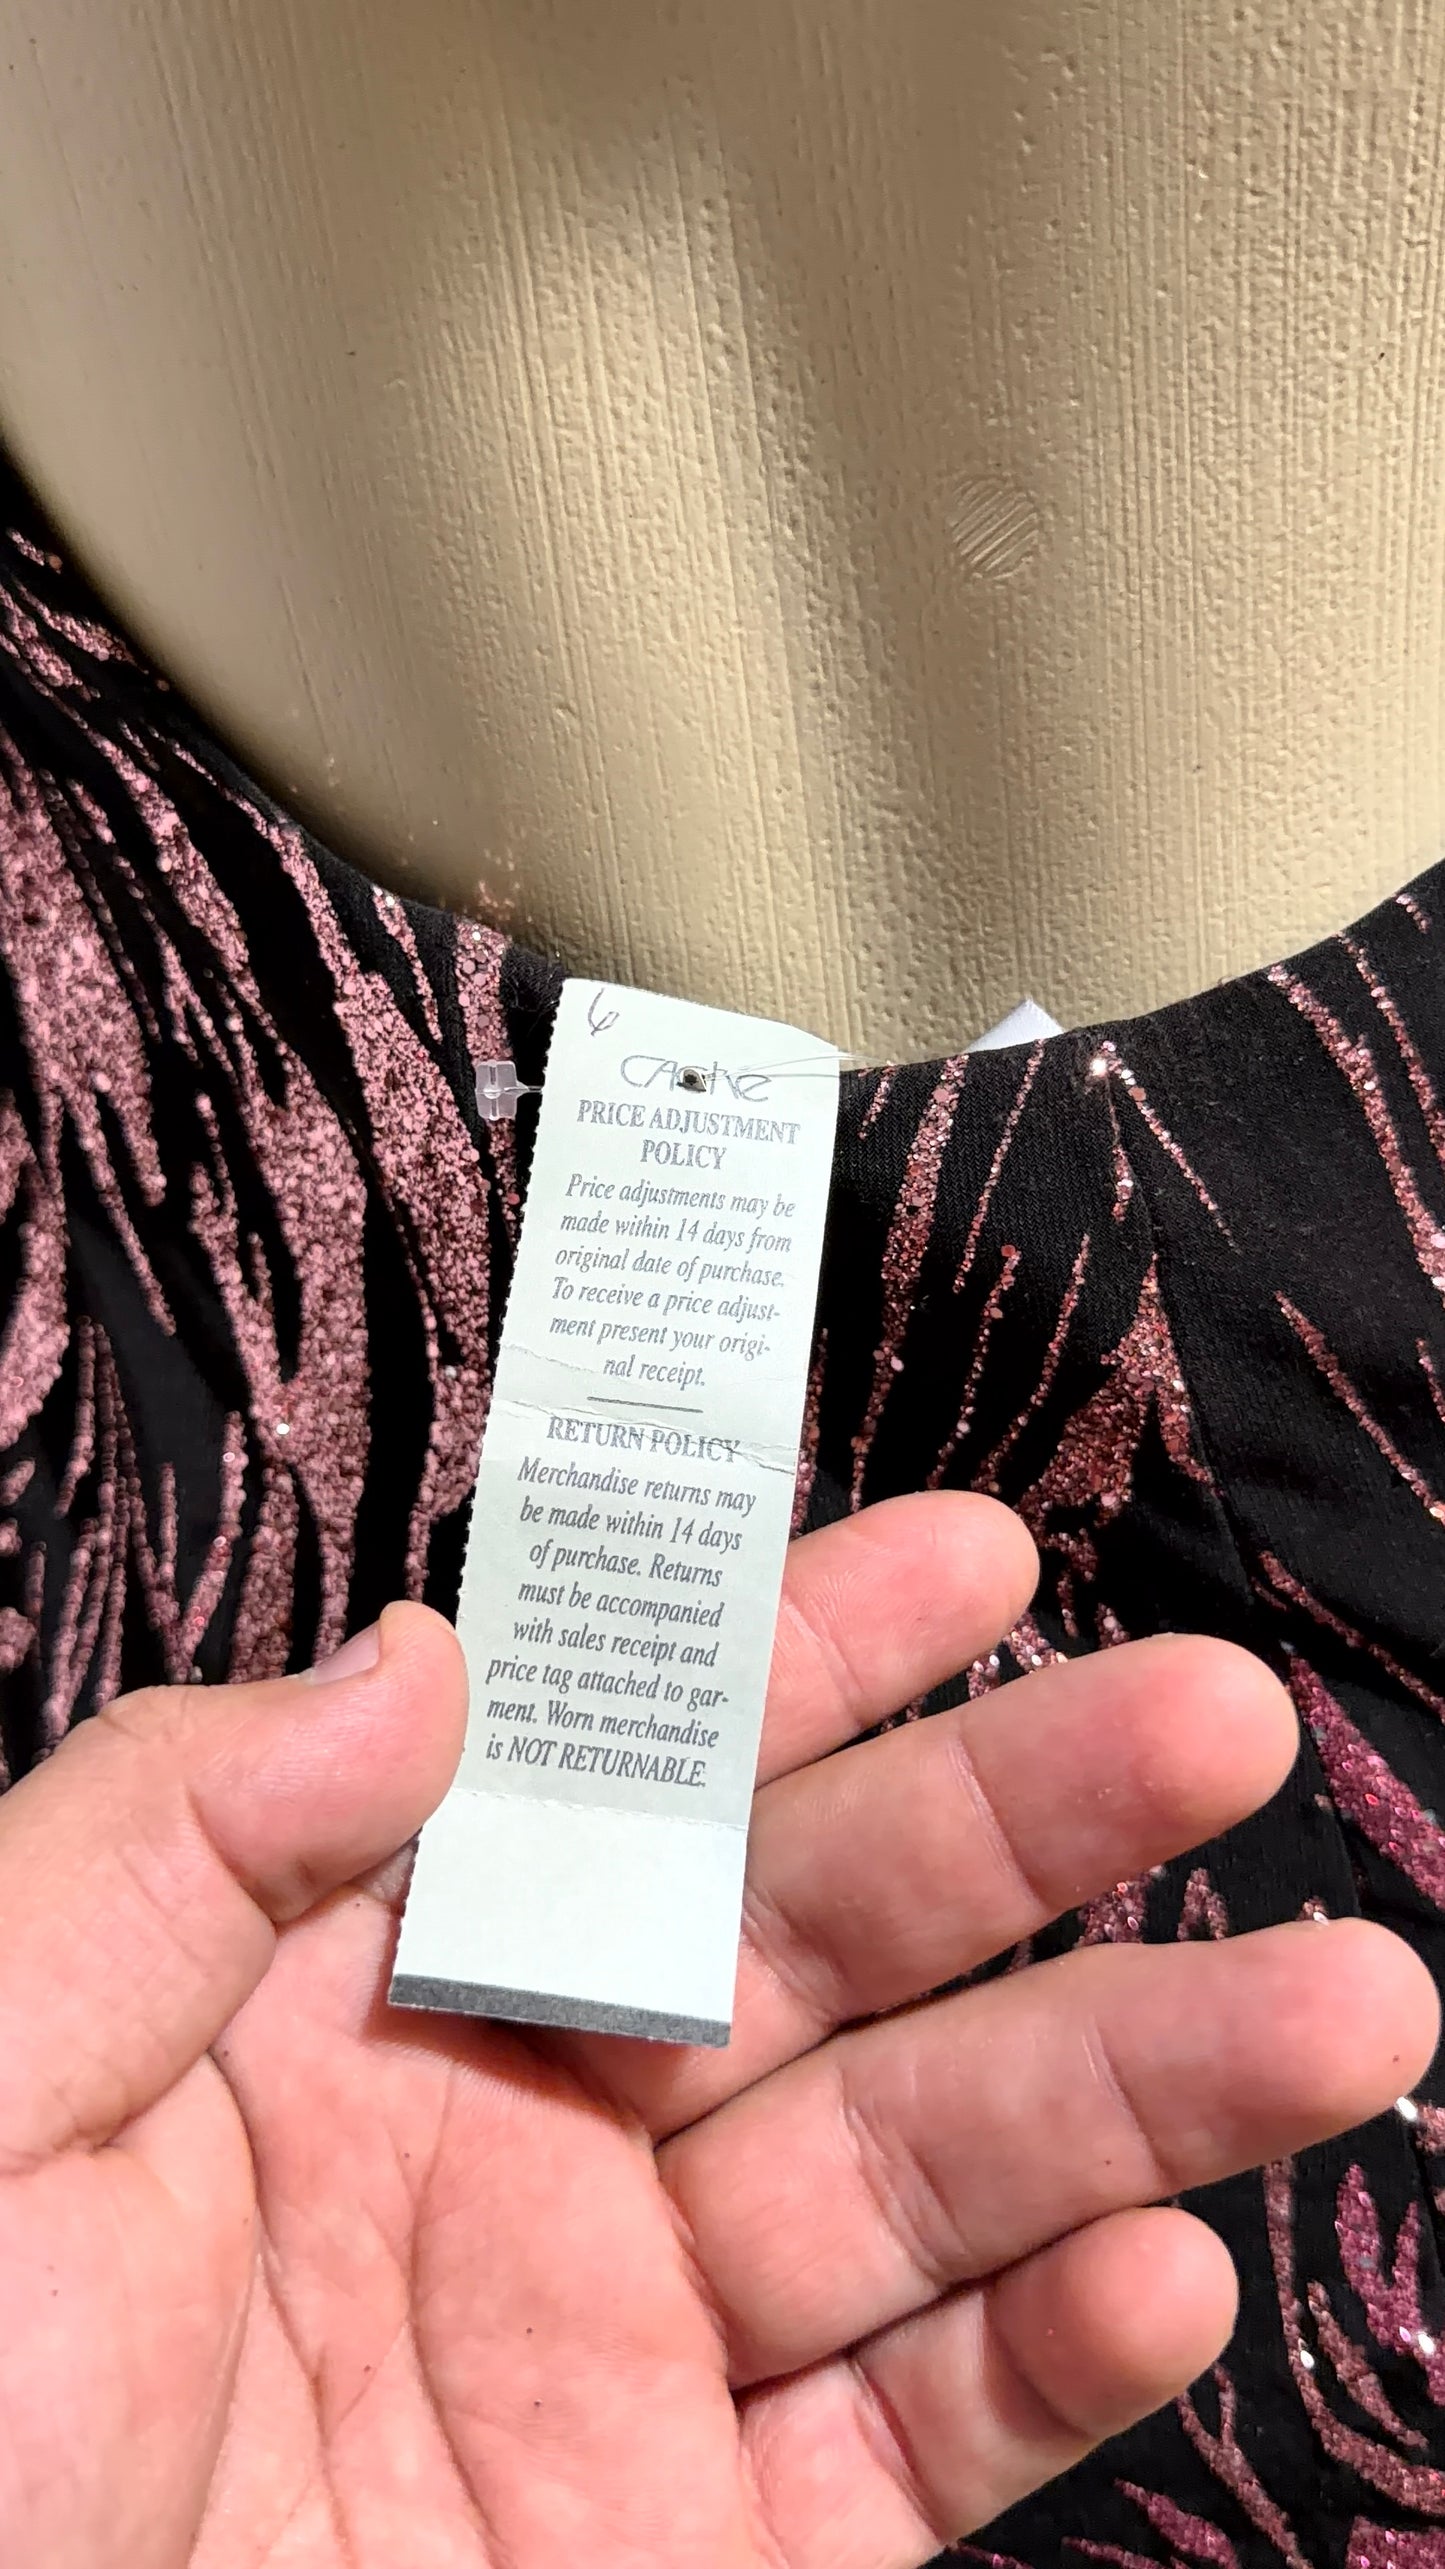 6
CACHE
PRICE ADJUSTMENT
POLICY
Price adjustments may be
made within 14 days from
original date of purchase.
To receive a price adjust-
ment present your origi-
nal receipt.
RETURN POLICY
Merchandise returns may
be made within 14 days
of purchase. Returns
must be accompanied
with sales receipt and
price tag attached to gar-
ment. Worn merchandise
is NOT RETURNABLE.